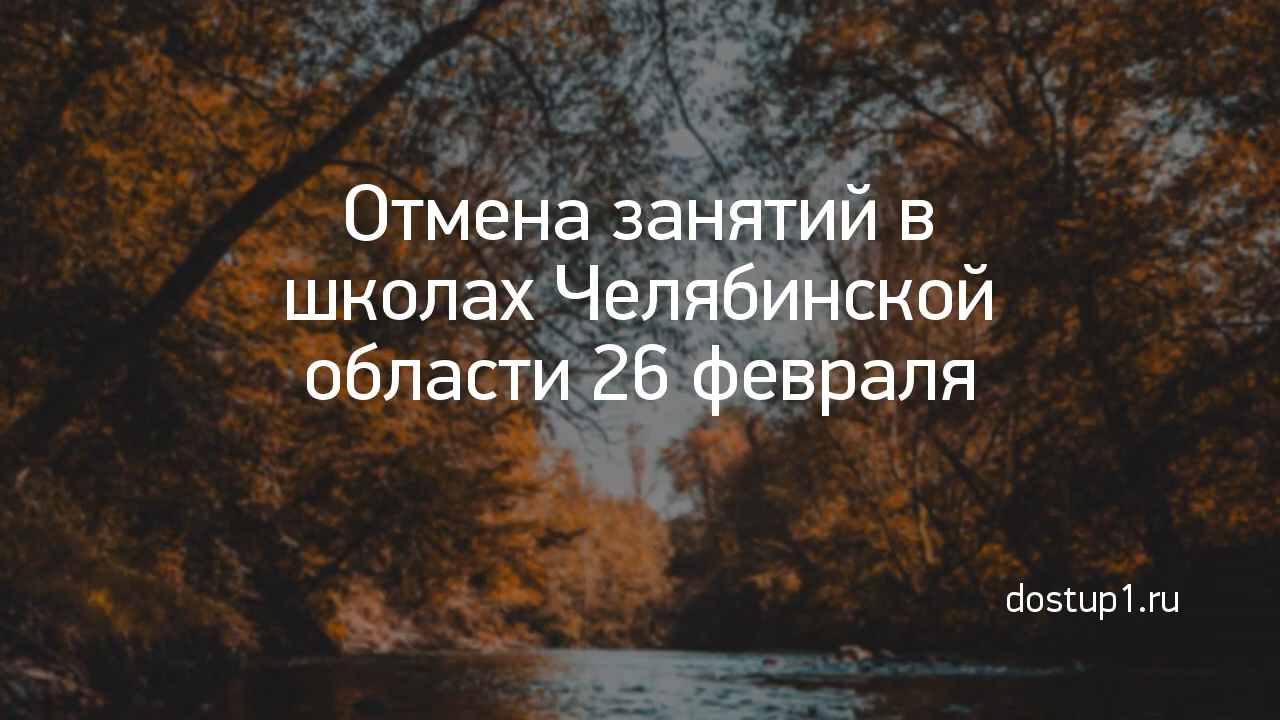 Отмена занятий в
школах Челябинской
области 26 февраля
dostup1.ru